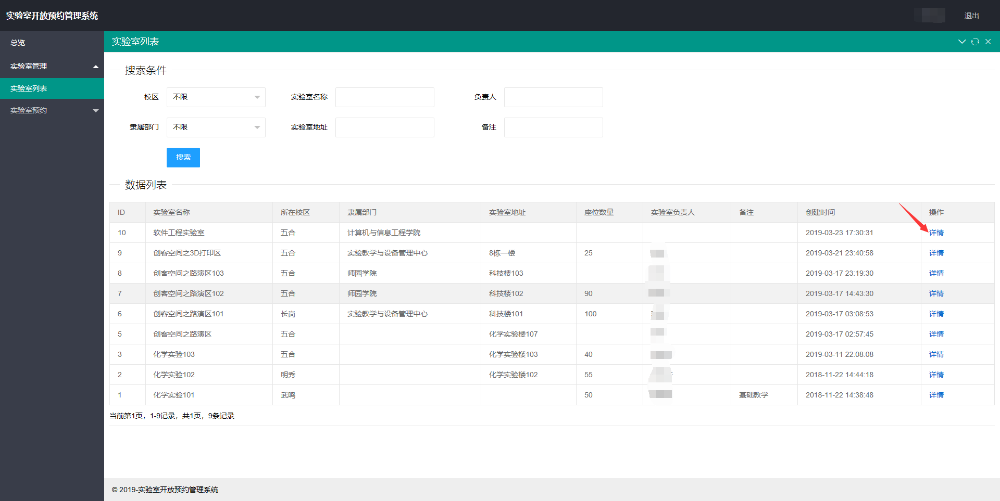 实验室开放预约管理系统
退出
总览
实验室管理
实验室列表
实验室预约
实验室列表
搜索条件
校区 不限 实验室名称 负责人
隶属部门 不限 实验室地址 备注
搜索
数据列表
ID 实验室名称 所在校区 隶属部门 实验室地址 座位数量 实验室负责人 备注 创建时间 操作
10 软件工程实验室 五合 计算机与信息工程学院 2019-03-23 17:30:31 详情
9 创客空间之3D打印区 五合 实验教学与设备管理中心 8栋一楼 25 2019-03-21 23:40:58 详情
8 创客空间之路演区103 五合 师园学院 科技楼103 2019-03-17 23:19:30 详情
7 创客空间之路演区102 五合 师园学院 科技楼102 90 2019-03-17 14:43:30 详情
6 创客空间之路演区101 长岗 实验教学与设备管理中心 科技楼101 100 2019-03-17 03:08:53 详情
5 创客空间之路演区 五合 化学实验楼107 2019-03-17 02:57:45 详情
3 化学实验103 五合 化学实验楼103 40 2019-03-11 22:08:08 详情
2 化学实验102 明秀 化学实验楼102 55 2018-11-22 14:44:18 详情
1 化学实验101 武鸣 50 基础教学 2018-11-22 14:38:48 详情
当前第1页，1-9记录，共1页，9条记录
© 2019-实验室开放预约管理系统